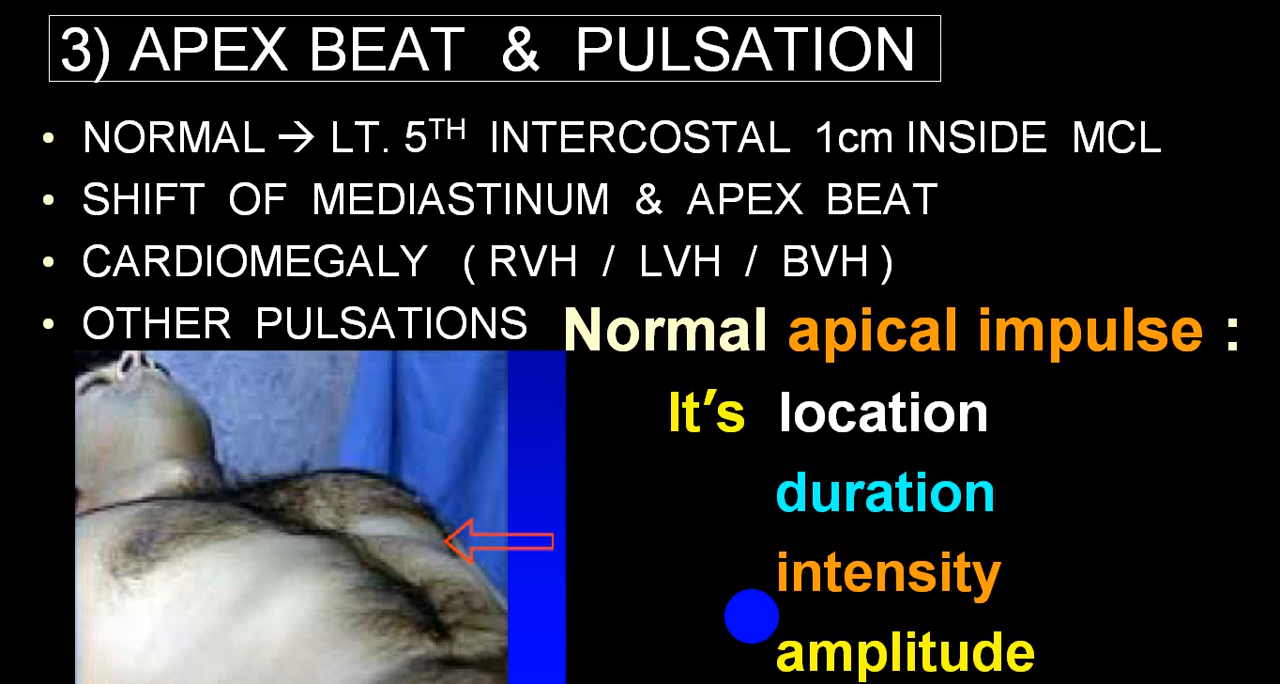 3) APEX BEAT & PULSATION
• NORMAL → LT. 5TH INTERCOSTAL 1cm INSIDE MCL
• SHIFT OF MEDIASTINUM & APEX BEAT
• CARDIOMEGALY ( RVH / LVH / BVH )
• OTHER PULSATIONS
Normal apical impulse :
It's location
duration
intensity
amplitude